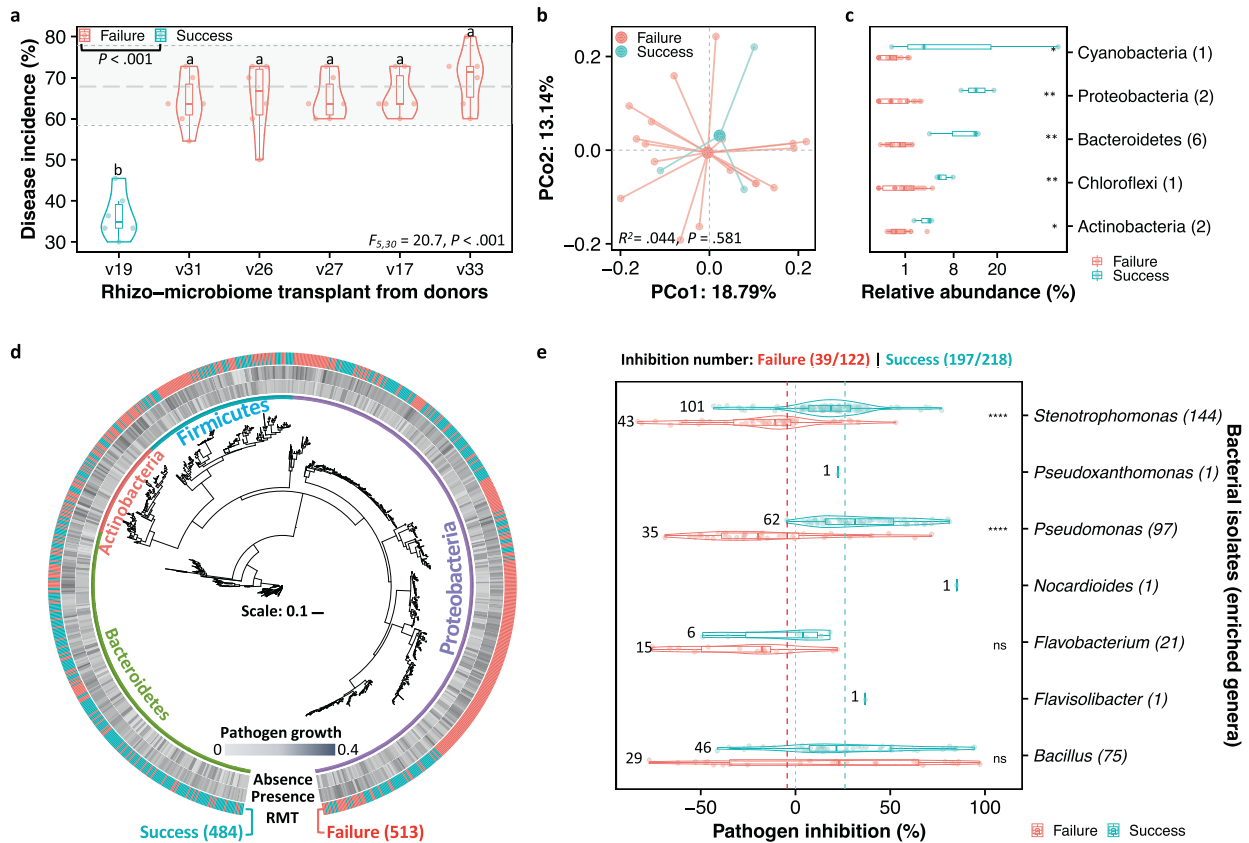 a
Failure
Success
P < .001
Disease incidence (%)
80
70
60
50
40
30
a
a
a
a
a
b
F5,30 = 20.7, P < .001
v19
v31
v26
v27
v17
v33
Rhizo−microbiome transplant from donors
b
Failure
Success
PCo2: 13.14%
0.2
0.0
−0.2
R2= .044, P = .581
−0.2
0.0
0.2
PCo1: 18.79%
c
* Cyanobacteria (1)
** Proteobacteria (2)
** Bacteroidetes (6)
** Chloroflexi (1)
* Actinobacteria (2)
1
8
20
Relative abundance (%)
Failure
Success
d
Firmicutes
Actinobacteria
Proteobacteria
Bacteroidetes
Scale: 0.1
Pathogen growth
0
0.4
Absence
Presence
RMT
Success (484)
Failure (513)
e
Inhibition number: Failure (39/122) | Success (197/218)
101
43
**** Stenotrophomonas (144)
1
Pseudoxanthomonas (1)
62
35
**** Pseudomonas (97)
1
Nocardioides (1)
6
15
ns Flavobacterium (21)
1
Flavisolibacter (1)
46
29
ns Bacillus (75)
Bacterial isolates (enriched genera)
−50
0
50
100
Pathogen inhibition (%)
Failure
Success